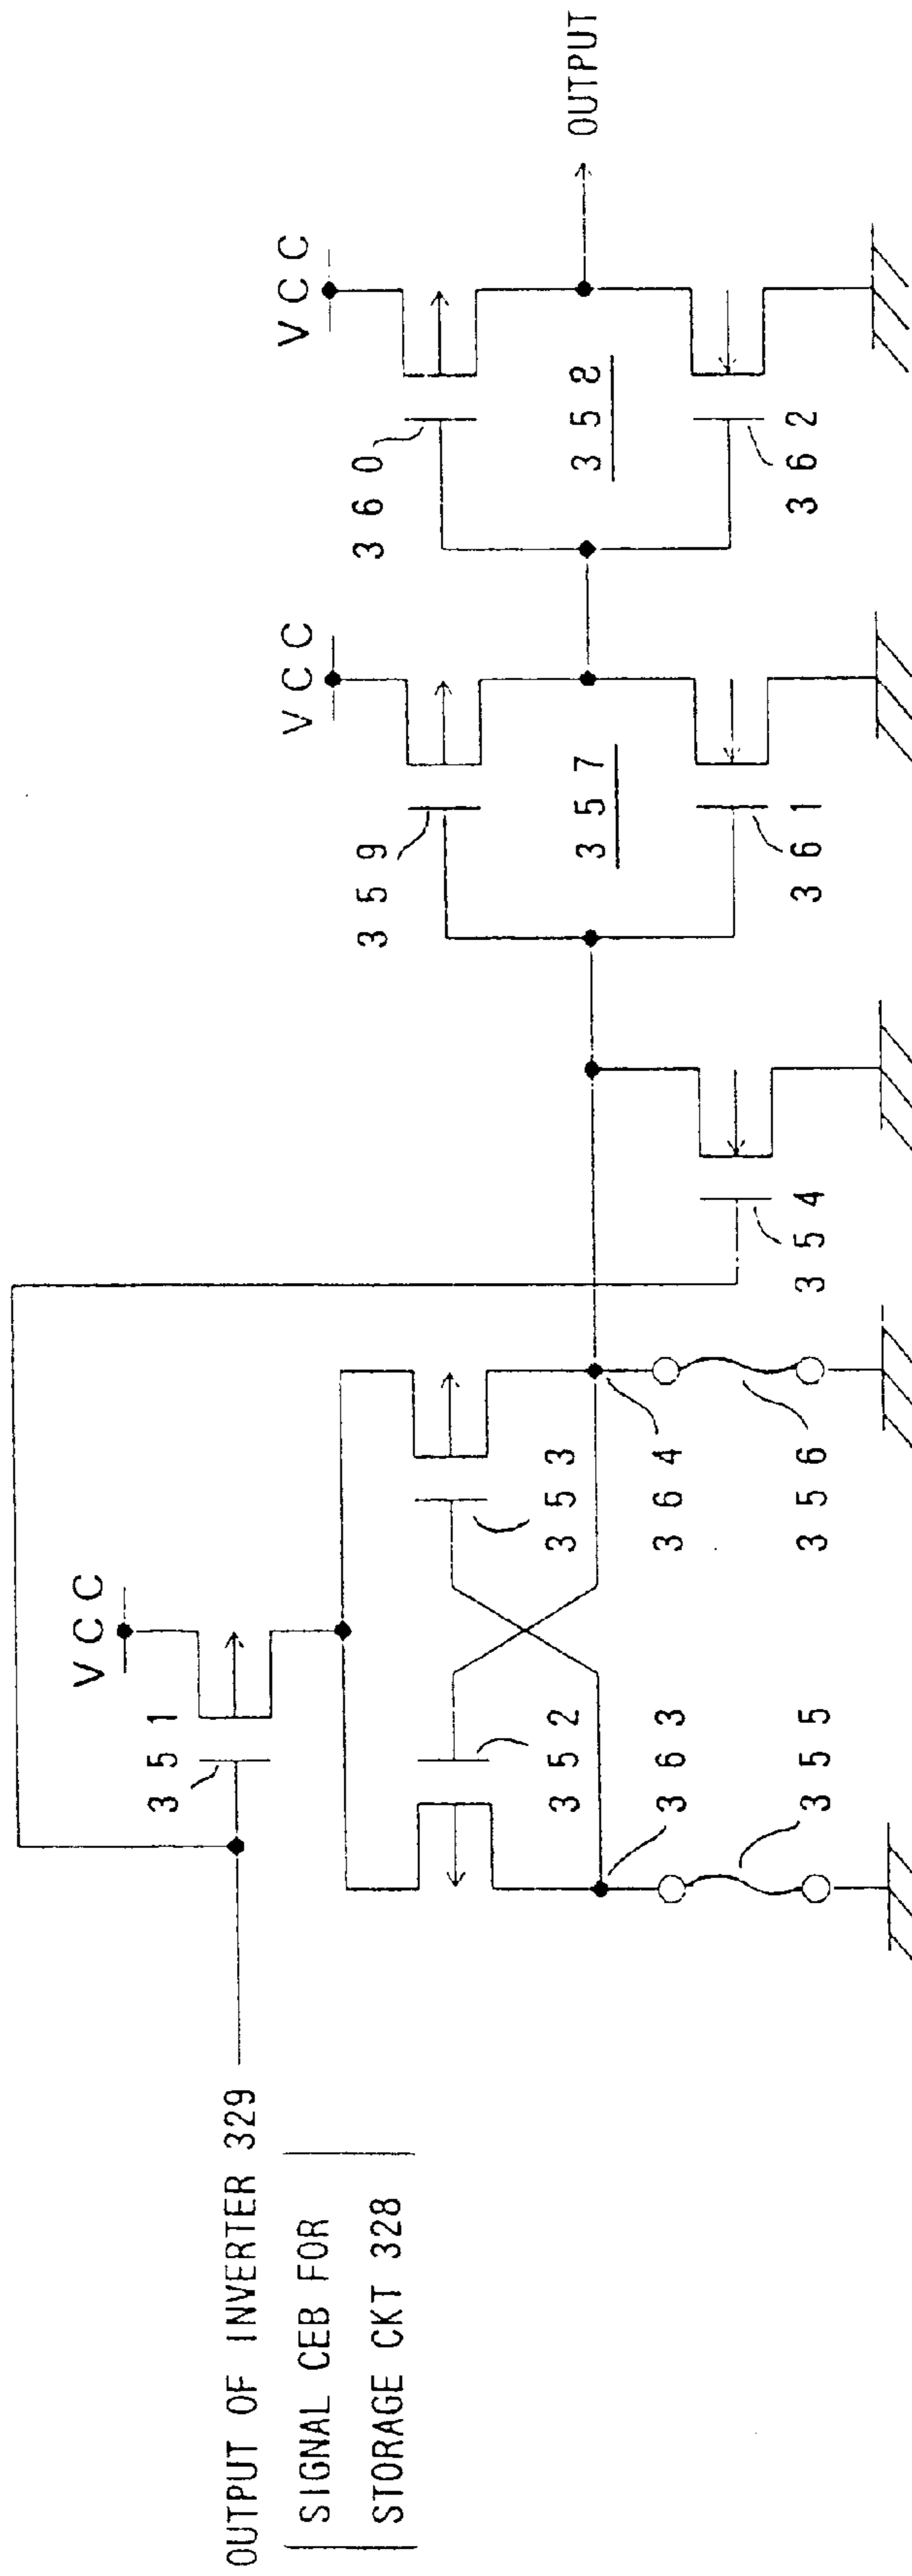 OUTPUT OF INVERTER 329
SIGNAL CEB FOR
STORAGE CKT 328
VCC
351
352
353
363
364
355
356
354
VCC
359
357
361
VCC
360
358
362
OUTPUT